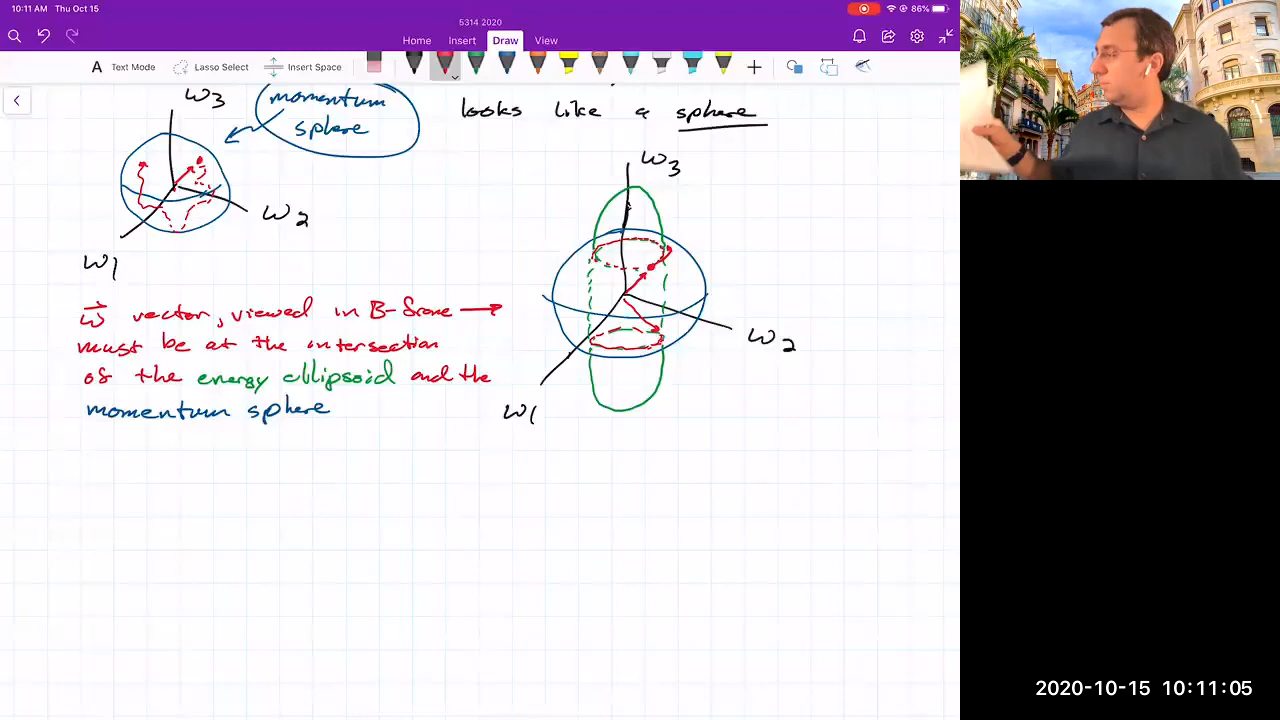 10:11 AM Thu Oct 15
86%
5314 2020
Home Insert Draw View
A Text Mode Lasso Select Insert Space
ω3
momentum
sphere
looks like a sphere
ω2
ω1
ω3
ω2
ω1
ω vector, viewed in B-frame
must be at the intersection
of the energy ellipsoid and the
momentum sphere
2020-10-15 10:11:05